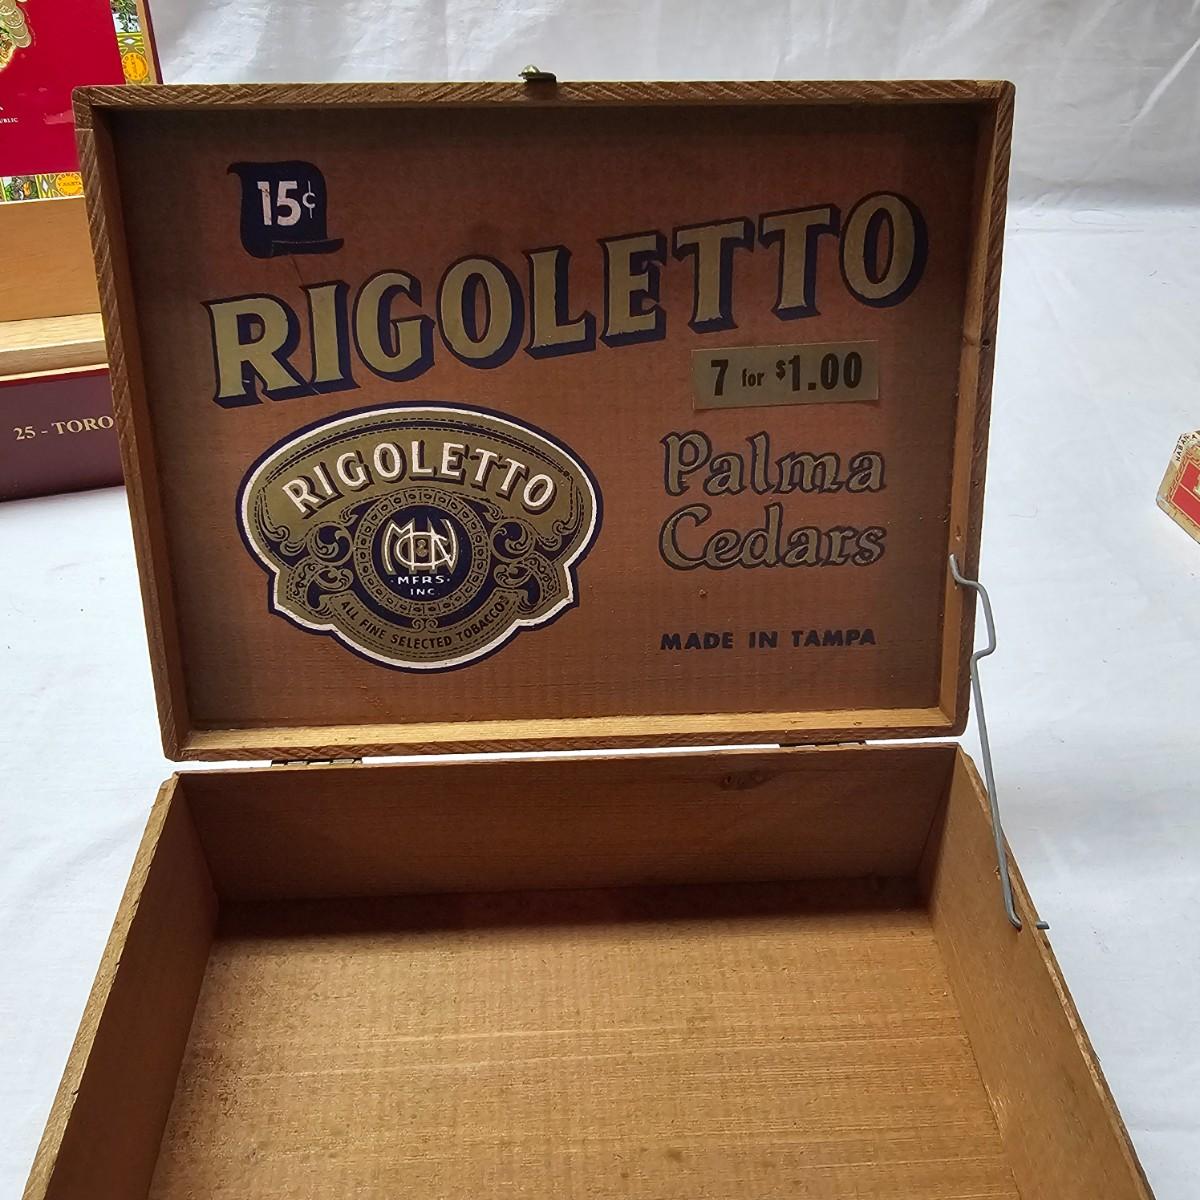 15¢
RIGOLETTO
7 for $1.00
Palma
Cedars
RIGOLETTO
MFRS.
INC.
ALL FINE SELECTED TOBACCOS
MADE IN TAMPA
25 - TORO